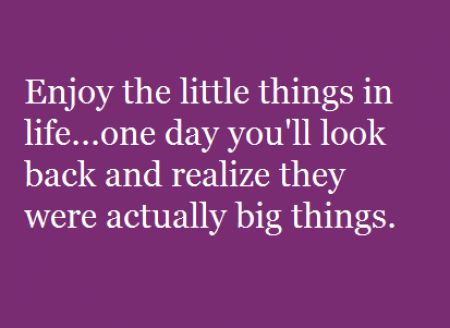 Enjoy the little things in
life...one day you'll look
back and realize they
were actually big things.